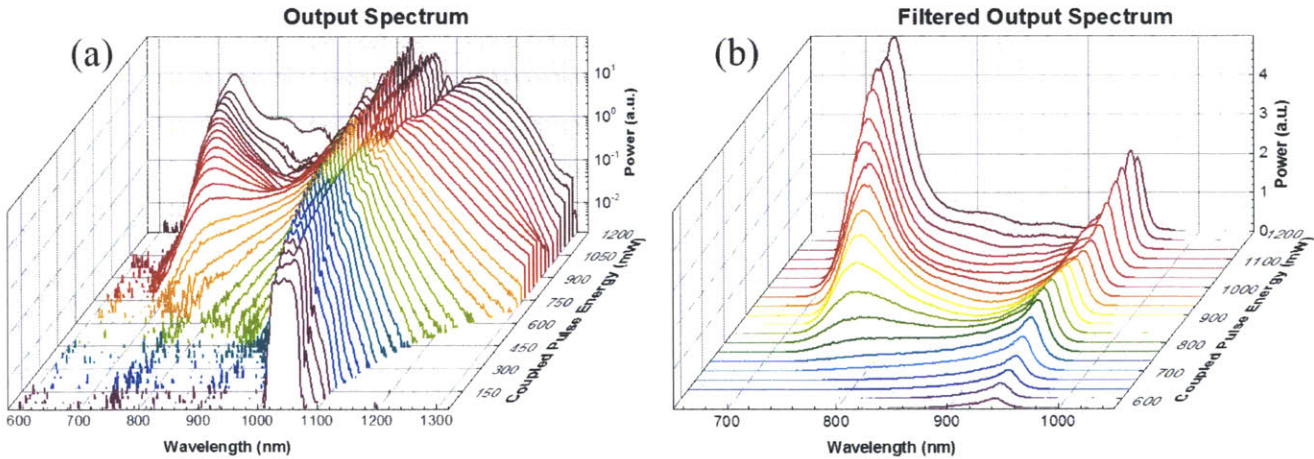 Output Spectrum
(a)
10¹
10⁰
10⁻¹
10⁻²
Power (a.u.)
1200
1050
900
750
600
450
300
150
Coupled Pulse Energy (mW)
600 700 800 900 1000 1100 1200 1300
Wavelength (nm)
Filtered Output Spectrum
(b)
4
3
2
1
0
Power (a.u.)
1200
1100
1000
900
800
700
600
Coupled Pulse Energy (mW)
700 800 900 1000
Wavelength (nm)